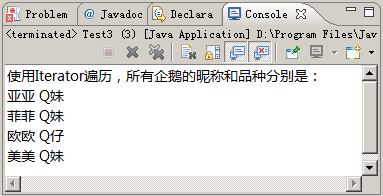 Problem @ Javadoc Declara Console
<terminated> Test3 (3) [Java Application] D:\Program Files\Jav
使用Iterator遍历，所有企鹅的昵称和品种分别是：
亚亚 Q妹
菲菲 Q妹
欧欧 Q仔
美美 Q妹